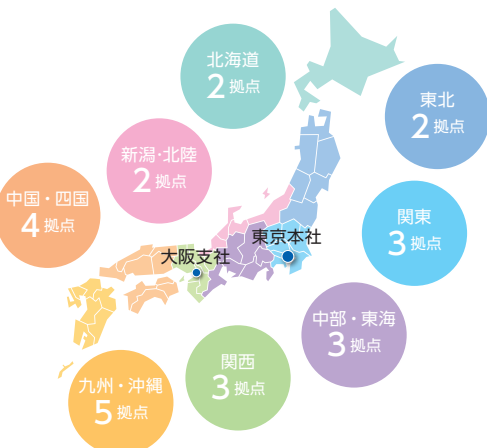 北海道
2 拠点
東北
2 拠点
新潟·北陸
2 拠点
中国・四国
4 拠点
関東
3 拠点
東京本社
大阪支社
中部・東海
3 拠点
関西
3 拠点
九州・沖縄
5 拠点